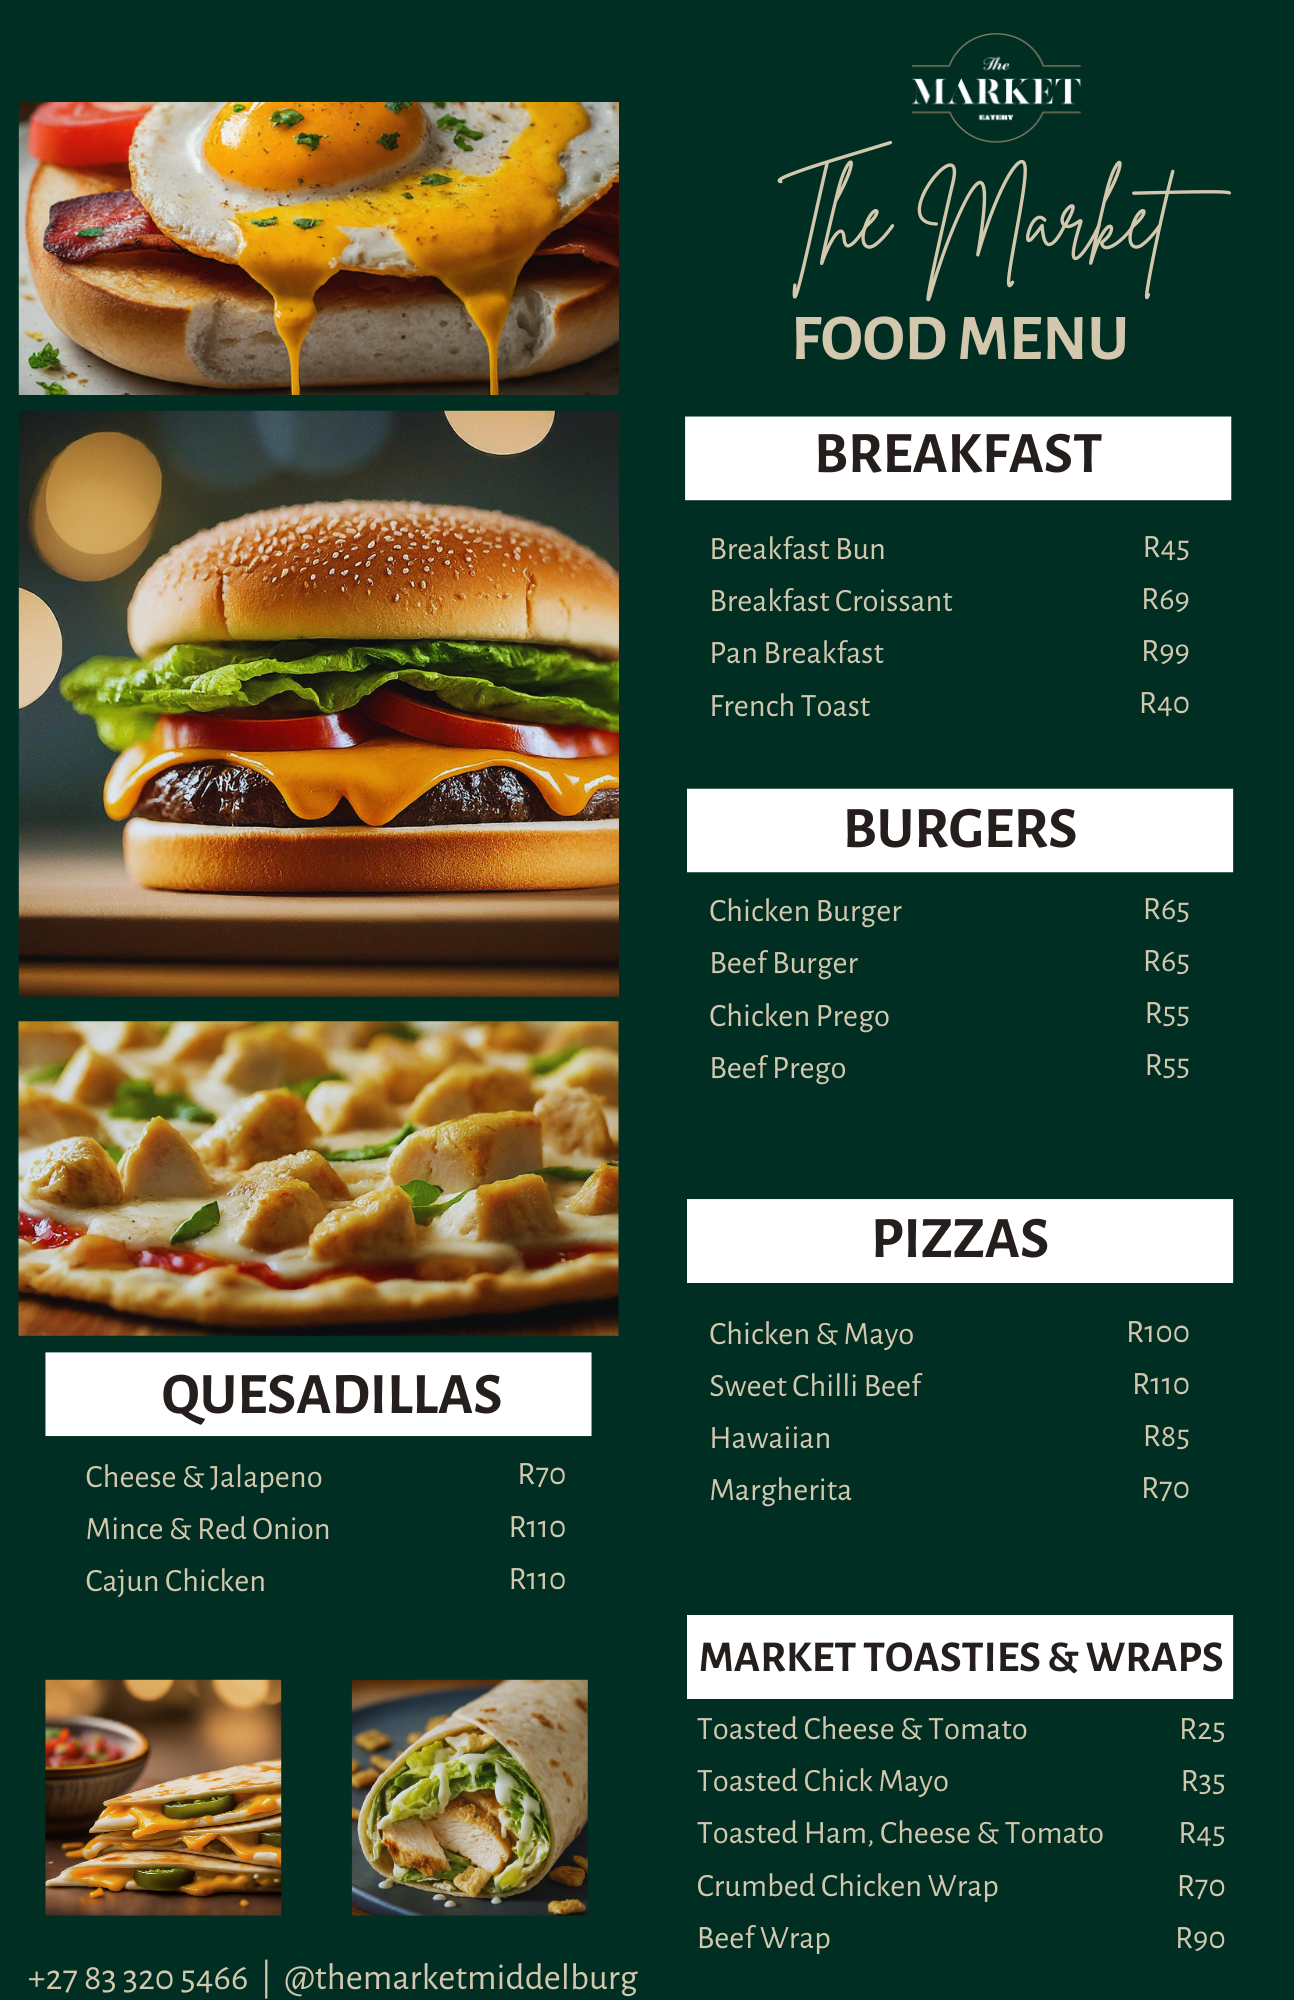 The
MARKET
EATERY
The Market
FOOD MENU
BREAKFAST
Breakfast Bun R45
Breakfast Croissant R69
Pan Breakfast R99
French Toast R40
BURGERS
Chicken Burger R65
Beef Burger R65
Chicken Prego R55
Beef Prego R55
PIZZAS
Chicken & Mayo R100
Sweet Chilli Beef R110
Hawaiian R85
Margherita R70
QUESADILLAS
Cheese & Jalapeno R70
Mince & Red Onion R110
Cajun Chicken R110
MARKET TOASTIES & WRAPS
Toasted Cheese & Tomato R25
Toasted Chick Mayo R35
Toasted Ham, Cheese & Tomato R45
Crumbed Chicken Wrap R70
Beef Wrap R90
+27 83 320 5466 | @themarketmiddelburg